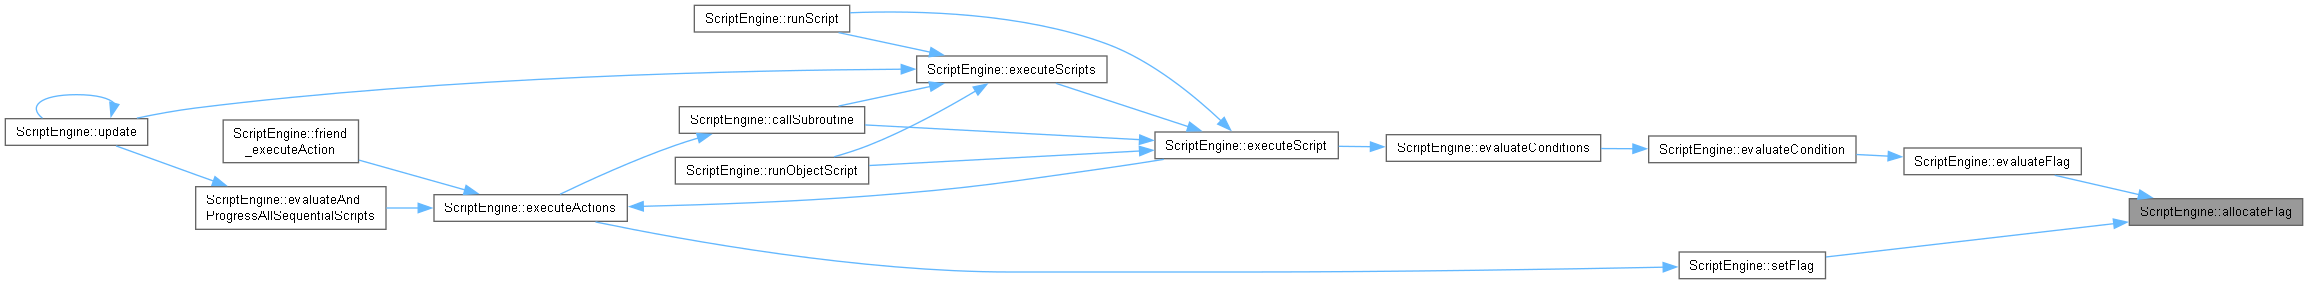 ScriptEngine::runScript
ScriptEngine::executeScripts
ScriptEngine::update
ScriptEngine::friend
_executeAction
ScriptEngine::callSubroutine
ScriptEngine::runObjectScript
ScriptEngine::executeScript
ScriptEngine::evaluateConditions
ScriptEngine::evaluateCondition
ScriptEngine::evaluateFlag
ScriptEngine::evaluateAnd
ProgressAllSequentialScripts
ScriptEngine::executeActions
ScriptEngine::allocateFlag
ScriptEngine::setFlag